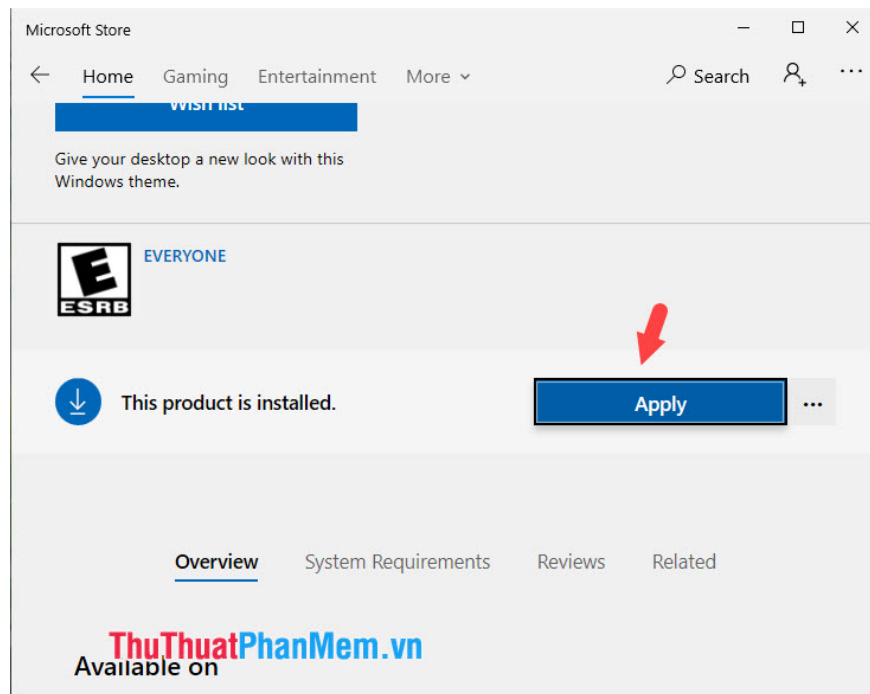 Microsoft Store
Home Gaming Entertainment More Search
Wish list
Give your desktop a new look with this
Windows theme.
E
EVERYONE
ESRB
This product is installed.
Apply
Overview System Requirements Reviews Related
ThuThuatPhanMem.vn
Available on